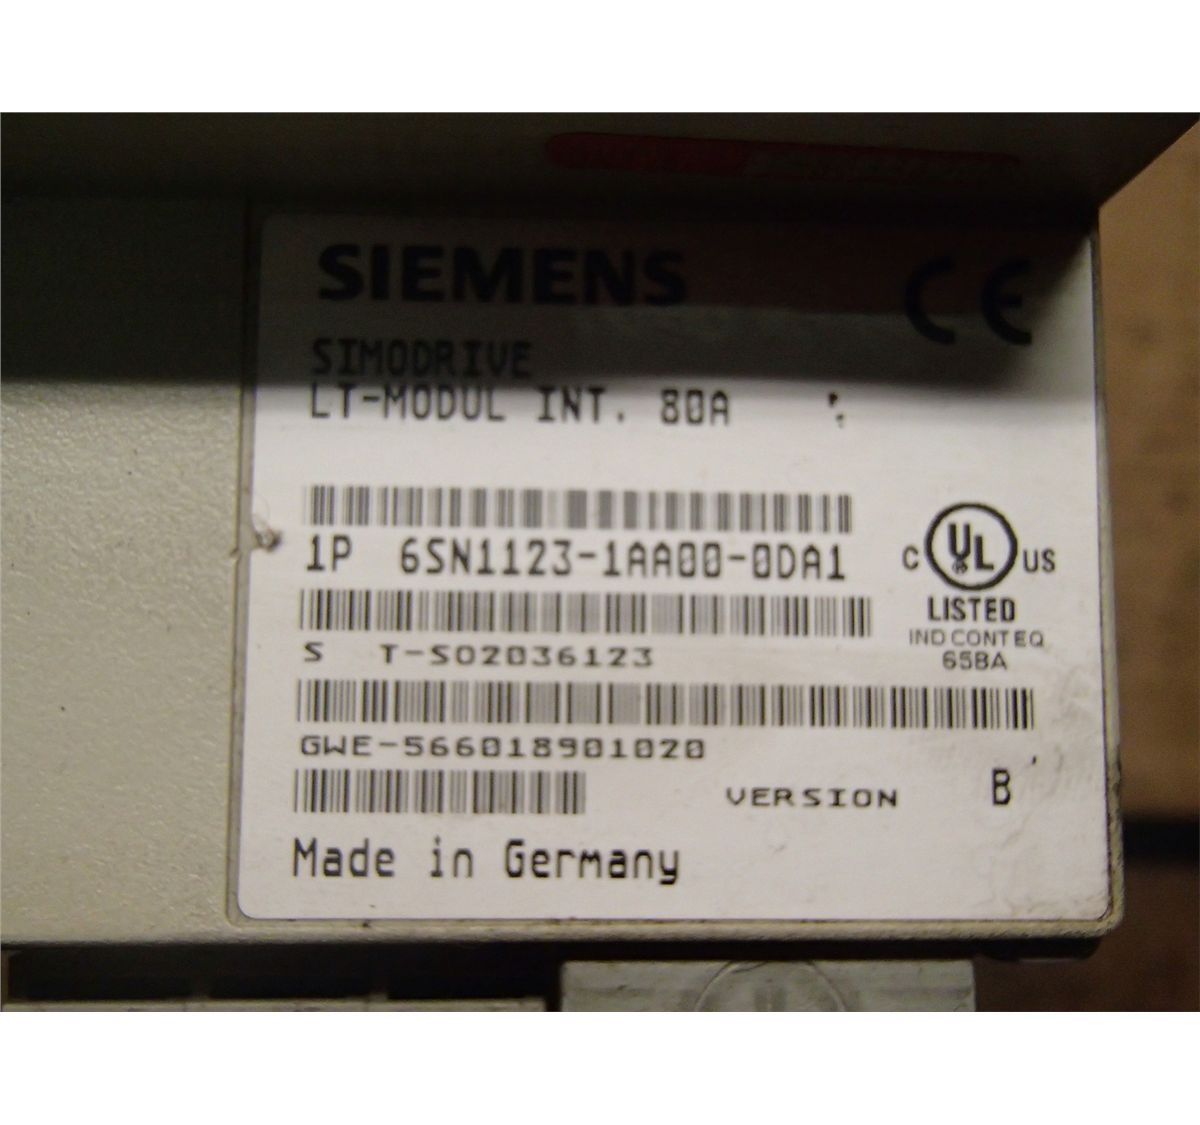 SIEMENS
CE
SIMODRIVE
LT-MODUL INT. 80A
1P 6SN1123-1AA00-0DA1
C UL US
LISTED
IND CONT EQ
65BA
S T-S02036123
GWE-566018901020
VERSION B
Made in Germany